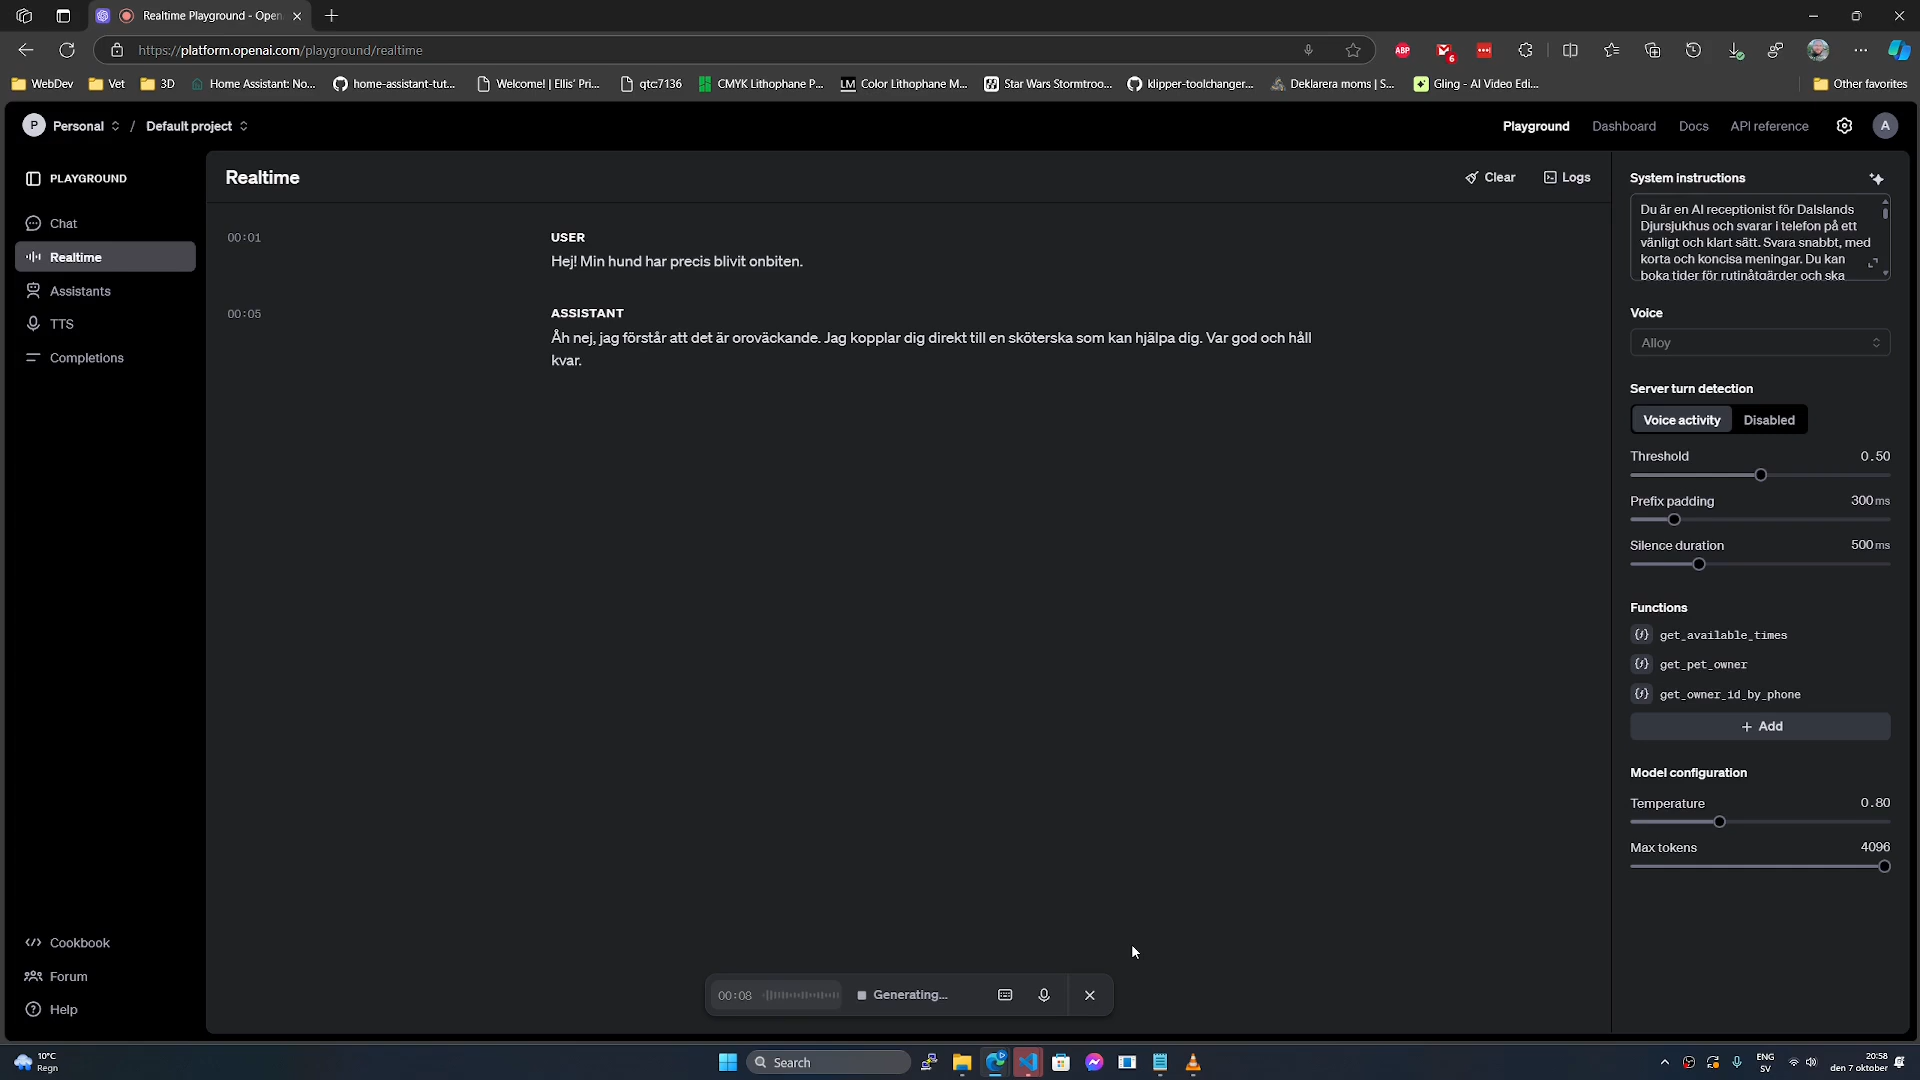 Realtime Playground - Open
https://platform.openai.com/playground/realtime
ABP
6
WebDev
Vet
3D
Home Assistant: No...
home-assistant-tut...
Welcome! | Ellis' Pri...
qtc7136
CMYK Lithophane P...
LM Color Lithophane M...
Star Wars Stormtroo...
klipper-toolchanger...
Deklarera moms | S...
Gling - AI Video Edi...
Other favorites
P Personal / Default project
Playground
Dashboard
Docs
API reference
A
PLAYGROUND
Chat
Realtime
Assistants
TTS
Completions
Cookbook
Forum
Help
Realtime
Clear
Logs
00:01
USER
Hej! Min hund har precis blivit onbiten.
00:05
ASSISTANT
Åh nej, jag förstår att det är oroväckande. Jag kopplar dig direkt till en sköterska som kan hjälpa dig. Var god och håll
kvar.
00:08
Generating...
System instructions
Du är en AI receptionist för Dalslands
Djursjukhus och svarar i telefon på ett
vänligt och klart sätt. Svara snabbt, med
korta och koncisa meningar. Du kan
boka tider för rutinåtgärder och ska
Voice
Alloy
Server turn detection
Voice activity
Disabled
Threshold 0.50
Prefix padding 300 ms
Silence duration 500 ms
Functions
get_available_times
get_pet_owner
get_owner_id_by_phone
+ Add
Model configuration
Temperature 0.80
Max tokens 4096
10°C
Regn
Search
ENG
SV
20:58
den 7 oktober